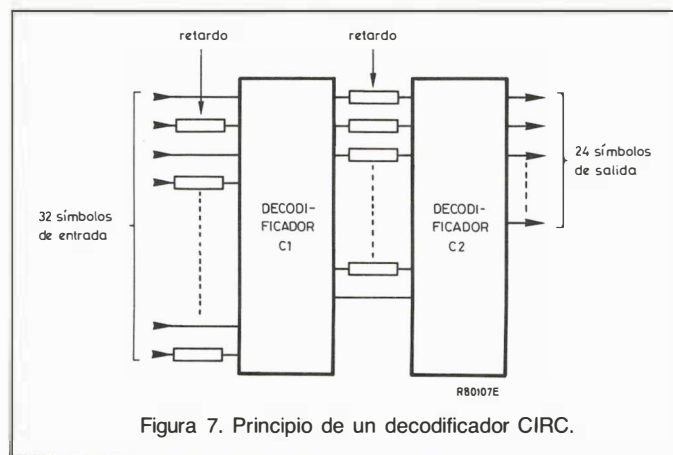 retardo
retardo
32 símbolos
de entrada
DECODI-
FICADOR
C1
DECODI-
FICADOR
C2
24 símbolos
de salida
R80107E
Figura 7. Principio de un decodificador CIRC.